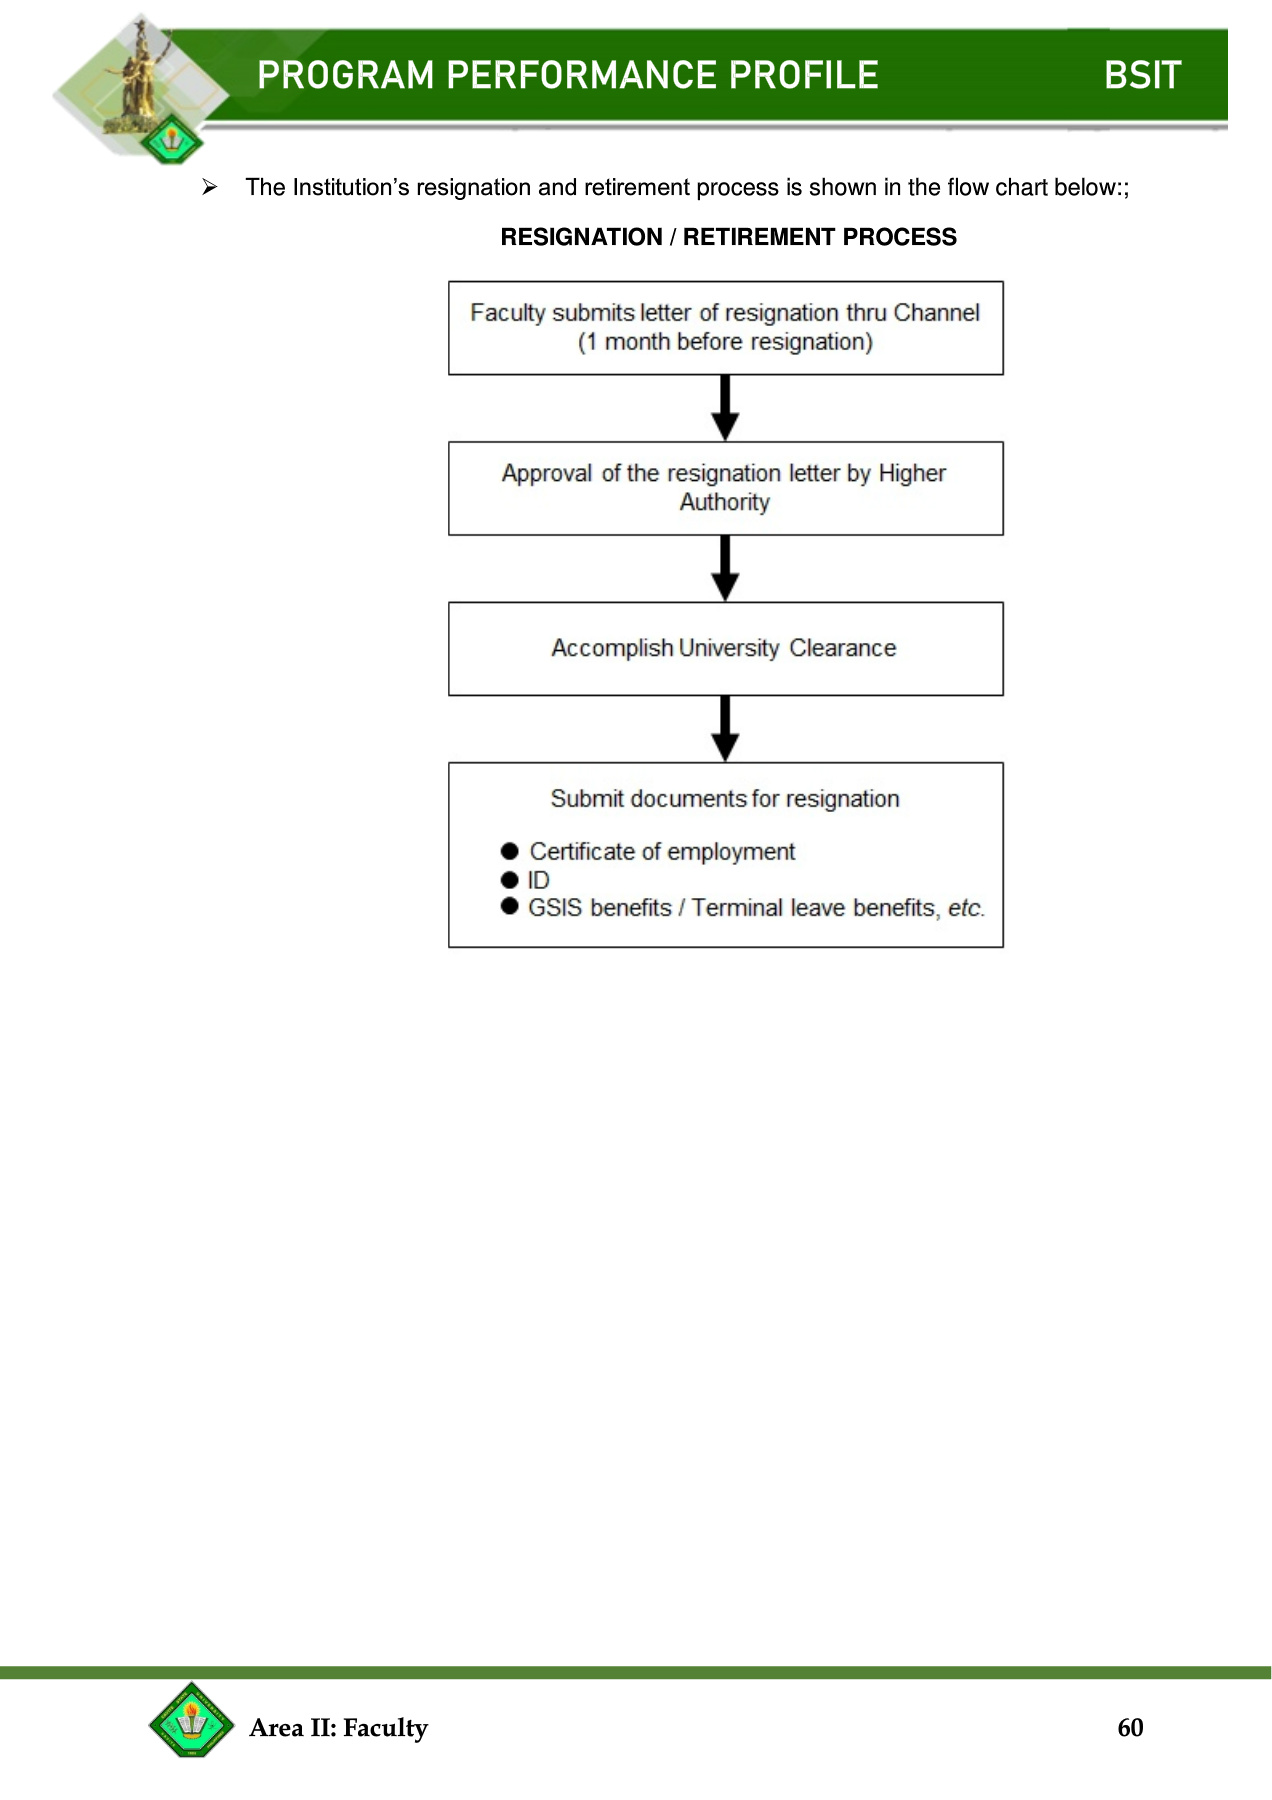 PROGRAM PERFORMANCE PROFILE BSIT
➢ The Institution’s resignation and retirement process is shown in the flow chart below:;
RESIGNATION / RETIREMENT PROCESS
Faculty submits letter of resignation thru Channel
(1 month before resignation)
Approval of the resignation letter by Higher
Authority
Accomplish University Clearance
Submit documents for resignation
● Certificate of employment
● ID
● GSIS benefits / Terminal leave benefits, etc.
Area II: Faculty 60